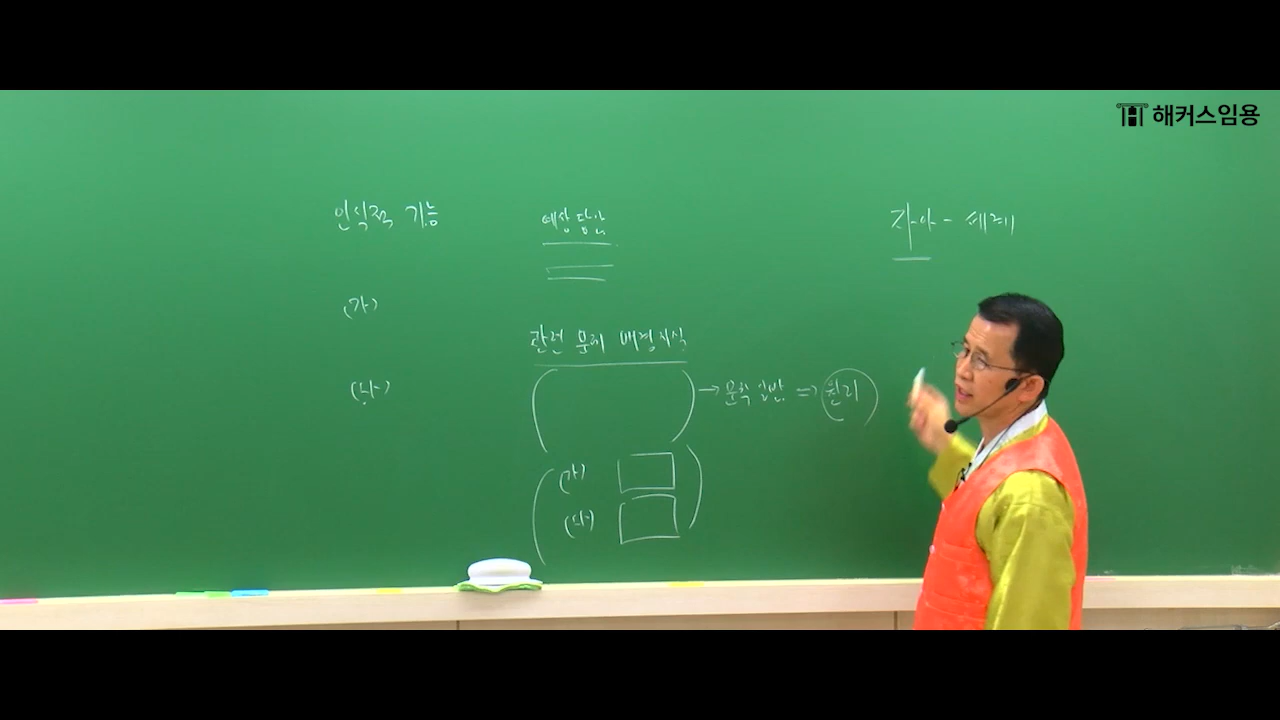 해커스임용
인식적 기능
예상 답안
자아 - 세계
(가)
관련 문제 배경지식
(나)
→ 문학 일반 ⇒ 원리
(가)
(나)